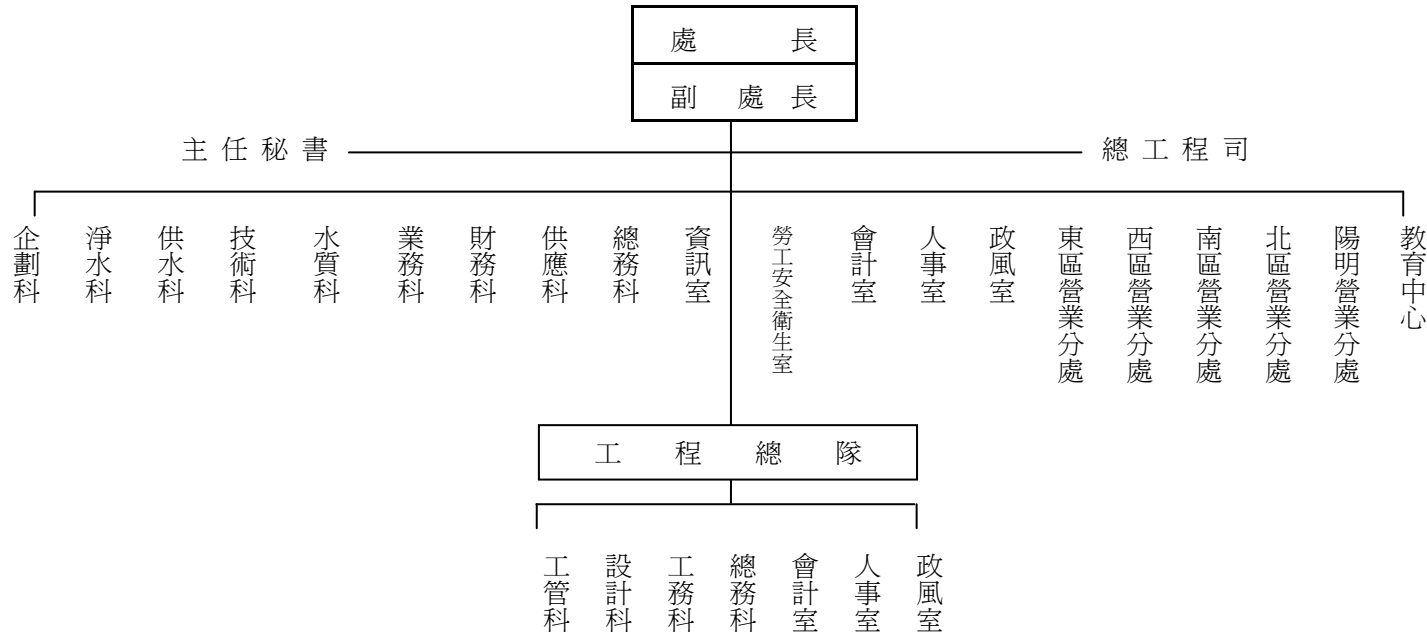 處長
副處長
主任秘書
總工程司
企劃科
淨水科
供水科
技術科
水質科
業務科
財務科
供應科
總務科
資訊室
勞工安全衛生室
會計室
人事室
政風室
東區營業分處
西區營業分處
南區營業分處
北區營業分處
陽明營業分處
教育中心
工程總隊
工管科
設計科
工務科
總務科
會計室
人事室
政風室